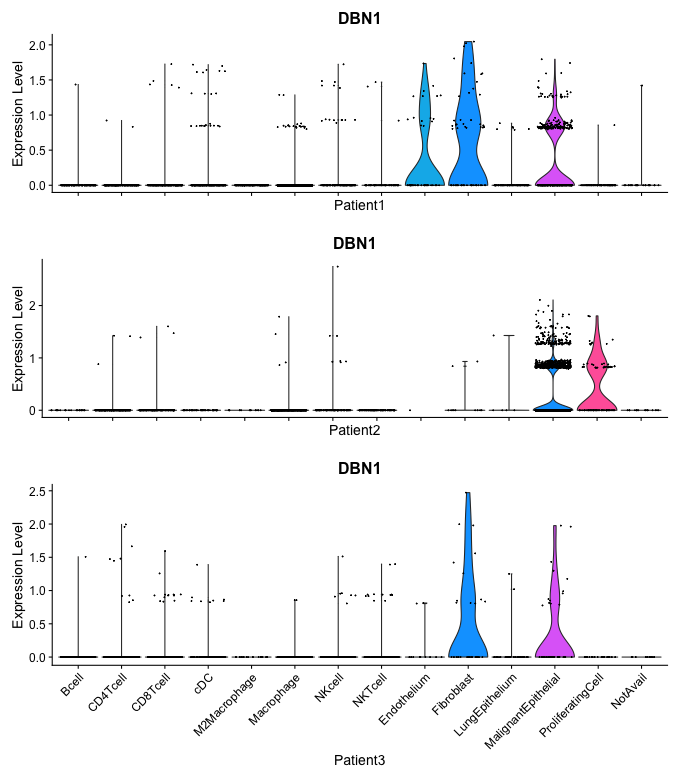 DBN1
Expression Level
2.0
1.5
1.0
0.5
0.0
Patient1
DBN1
Expression Level
2
1
0
Patient2
DBN1
Expression Level
2.5
2.0
1.5
1.0
0.5
0.0
Bcell
CD4Tcell
CD8Tcell
cDC
M2Macrophage
Macrophage
NKcell
NKTcell
Endothelium
Fibroblast
LungEpithelium
MalignantEpithelial
ProliferatingCell
NotAvail
Patient3